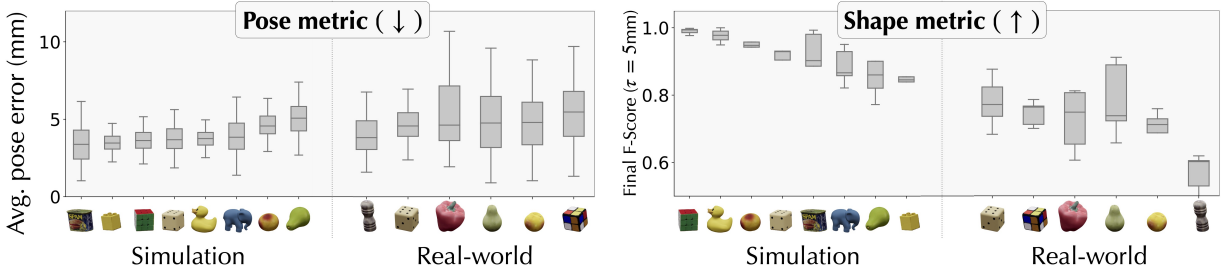 Pose metric (↓)
Avg. pose error (mm)
10
5
0
SPAM
Simulation
Real-world
Shape metric (↑)
Final F-Score (τ = 5mm)
1.0
0.8
0.6
Simulation
Real-world